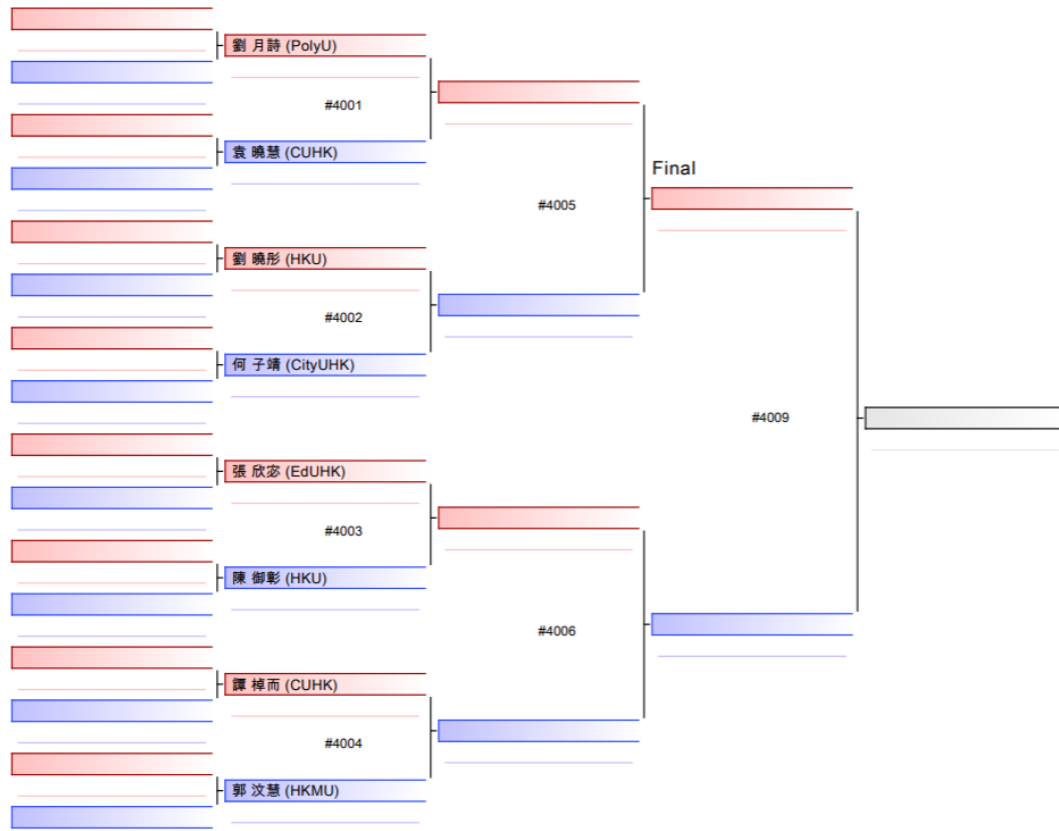 劉 月詩 (PolyU)
#4001
袁 曉慧 (CUHK)
Final
#4005
劉 曉彤 (HKU)
#4002
何 子靖 (CityUHK)
#4009
張 欣宓 (EdUHK)
#4003
陳 御彰 (HKU)
#4006
譚 棹而 (CUHK)
#4004
郭 汶慧 (HKMU)